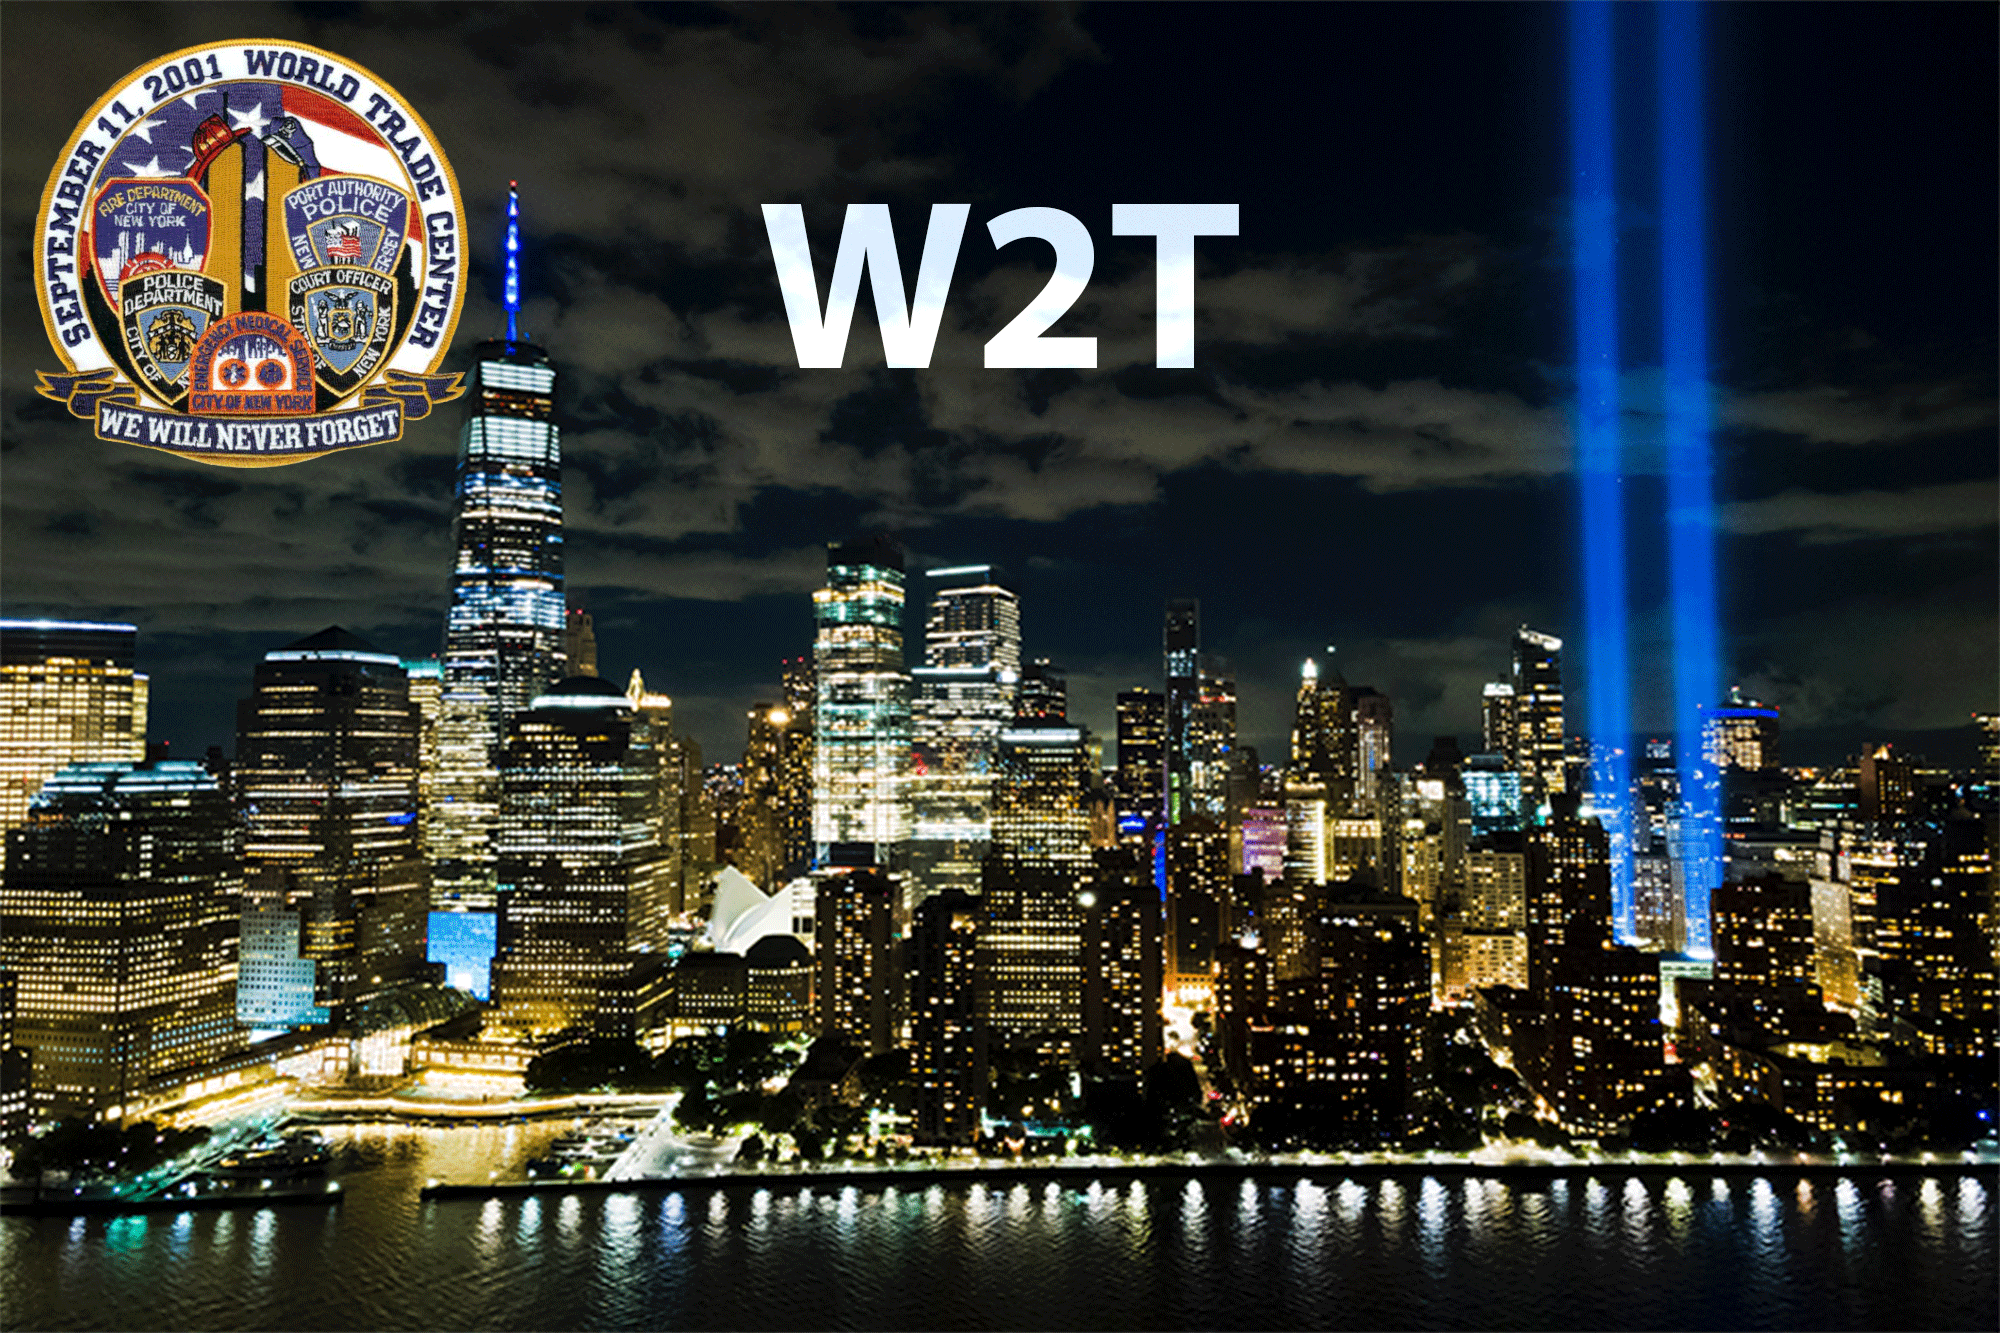 SEPTEMBER 11, 2001 WORLD TRADE CENTER
W2T
FIRE DEPARTMENT
CITY OF
NEW YORK
PORT AUTHORITY
POLICE
NEW JERSEY
POLICE
DEPARTMENT
CITY OF
COURT OFFICER
STATE OF NEW YORK
EMERGENCY MEDICAL SERVICE
CITY OF NEW YORK
WE WILL NEVER FORGET